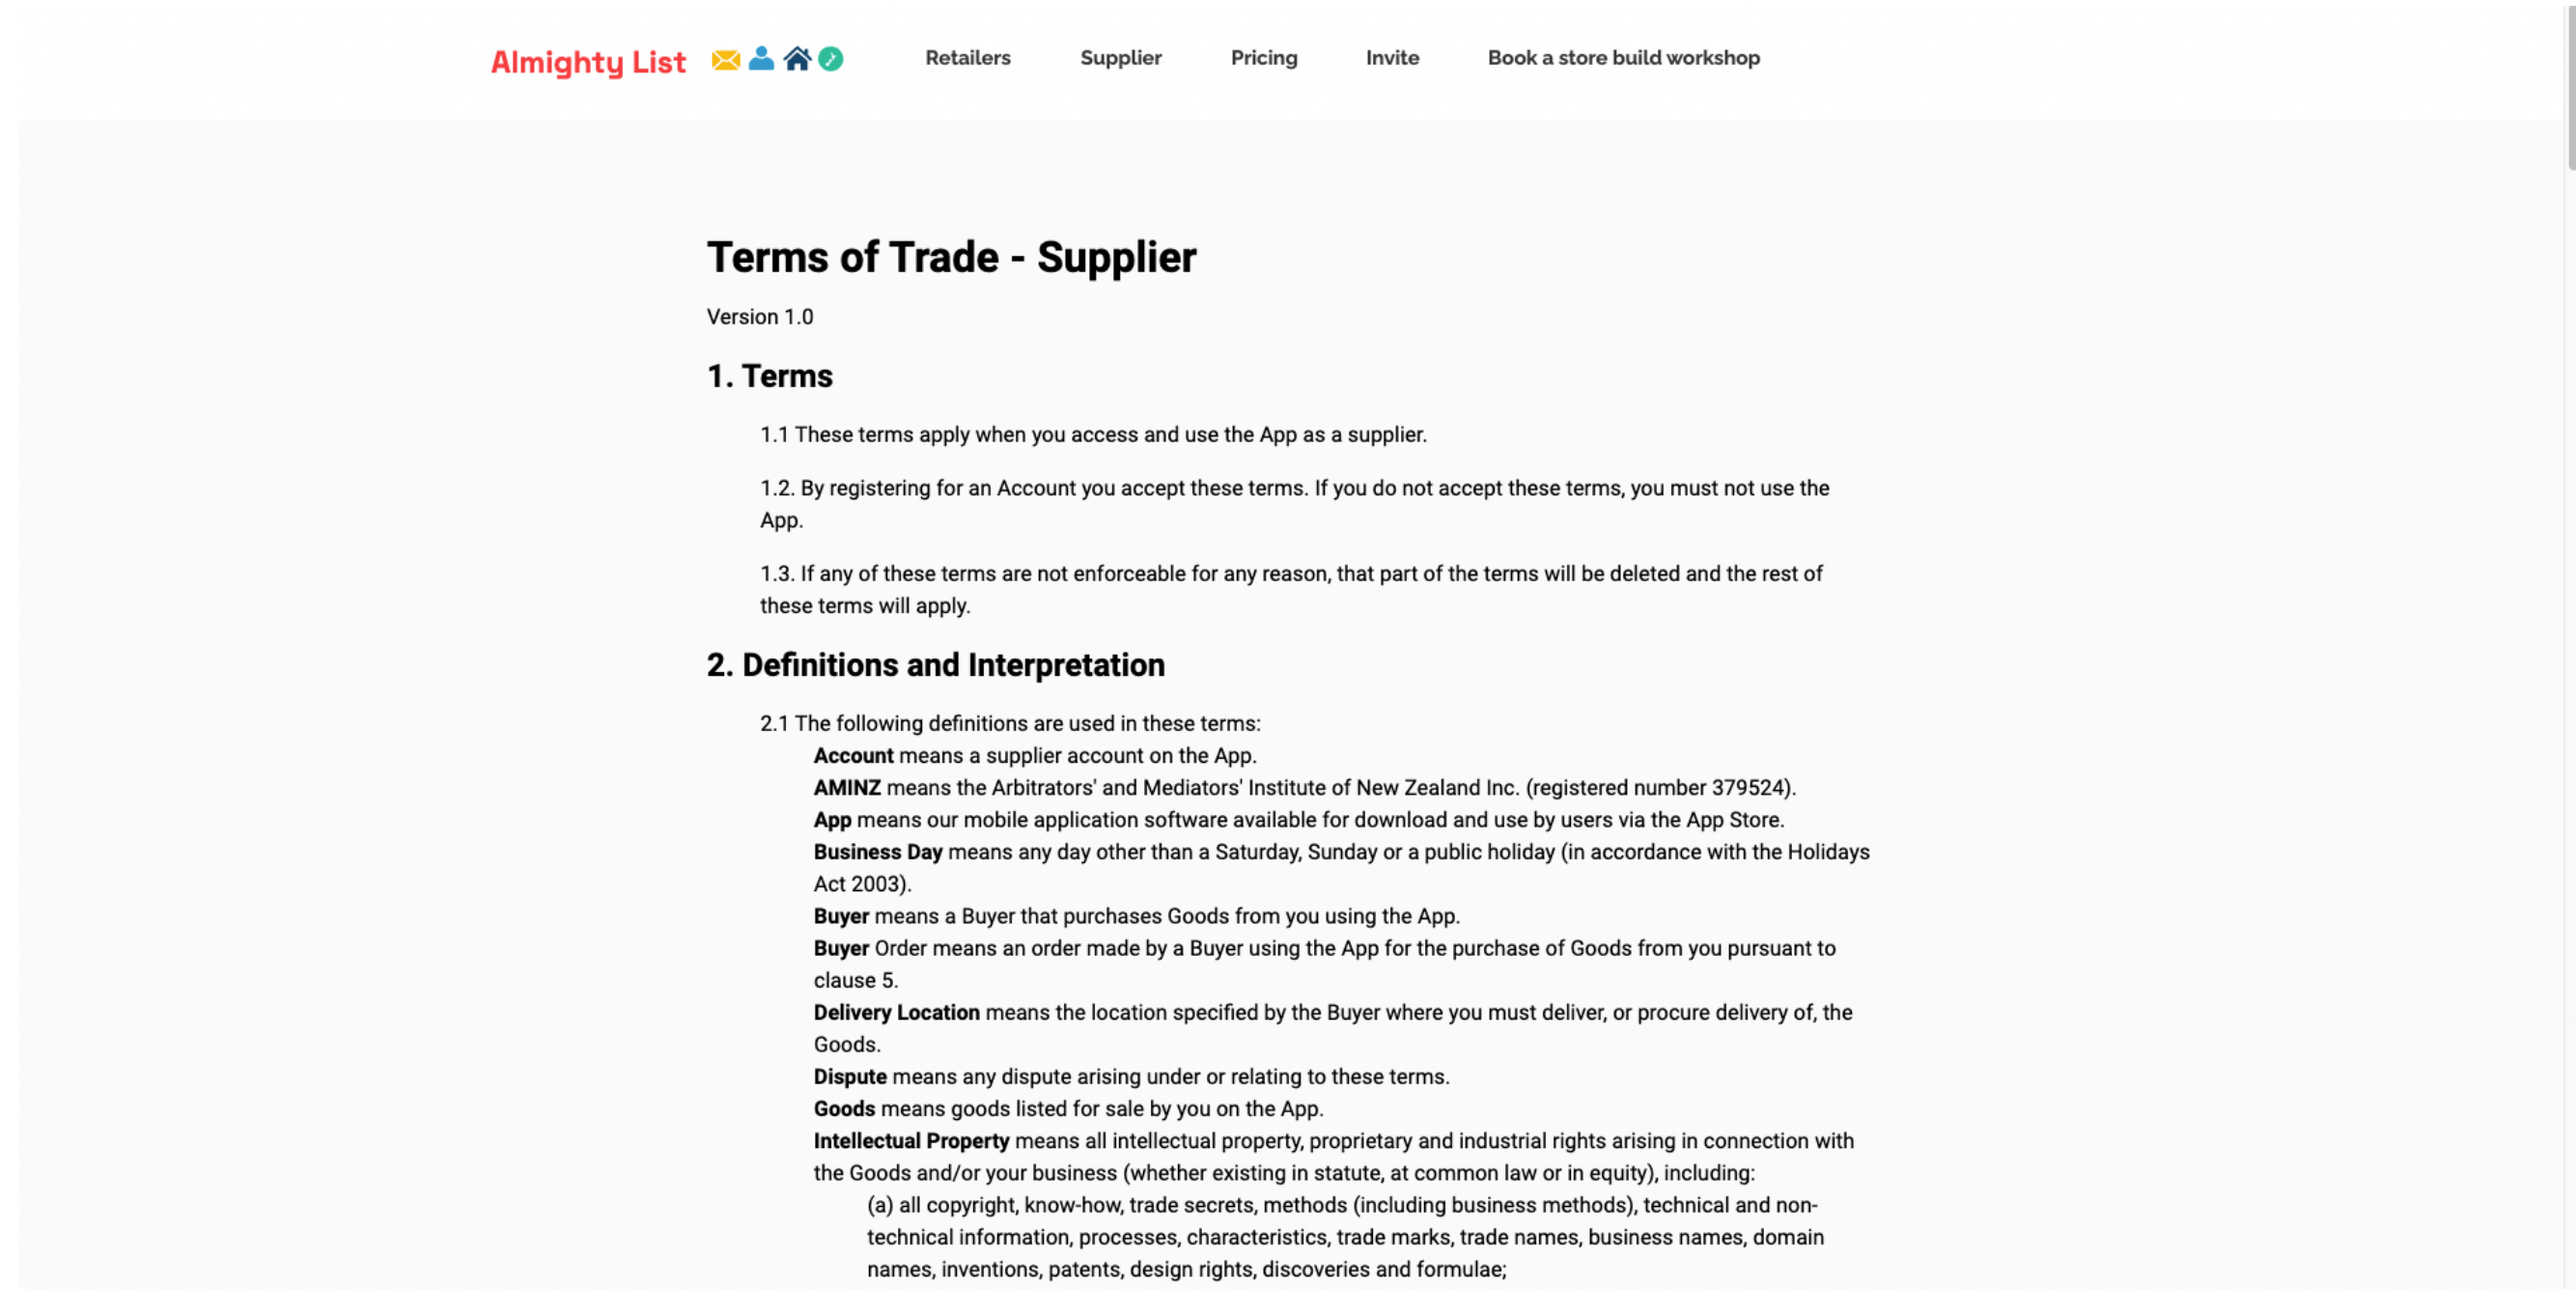 Almighty List
Retailers
Supplier
Pricing
Invite
Book a store build workshop
Terms of Trade - Supplier
Version 1.0
1. Terms
1.1 These terms apply when you access and use the App as a supplier.
1.2. By registering for an Account you accept these terms. If you do not accept these terms, you must not use the
App.
1.3. If any of these terms are not enforceable for any reason, that part of the terms will be deleted and the rest of
these terms will apply.
2. Definitions and Interpretation
2.1 The following definitions are used in these terms:
Account means a supplier account on the App.
AMINZ means the Arbitrators' and Mediators' Institute of New Zealand Inc. (registered number 379524).
App means our mobile application software available for download and use by users via the App Store.
Business Day means any day other than a Saturday, Sunday or a public holiday (in accordance with the Holidays
Act 2003).
Buyer means a Buyer that purchases Goods from you using the App.
Buyer Order means an order made by a Buyer using the App for the purchase of Goods from you pursuant to
clause 5.
Delivery Location means the location specified by the Buyer where you must deliver, or procure delivery of, the
Goods.
Dispute means any dispute arising under or relating to these terms.
Goods means goods listed for sale by you on the App.
Intellectual Property means all intellectual property, proprietary and industrial rights arising in connection with
the Goods and/or your business (whether existing in statute, at common law or in equity), including:
(a) all copyright, know-how, trade secrets, methods (including business methods), technical and non-
technical information, processes, characteristics, trade marks, trade names, business names, domain
names, inventions, patents, design rights, discoveries and formulae;